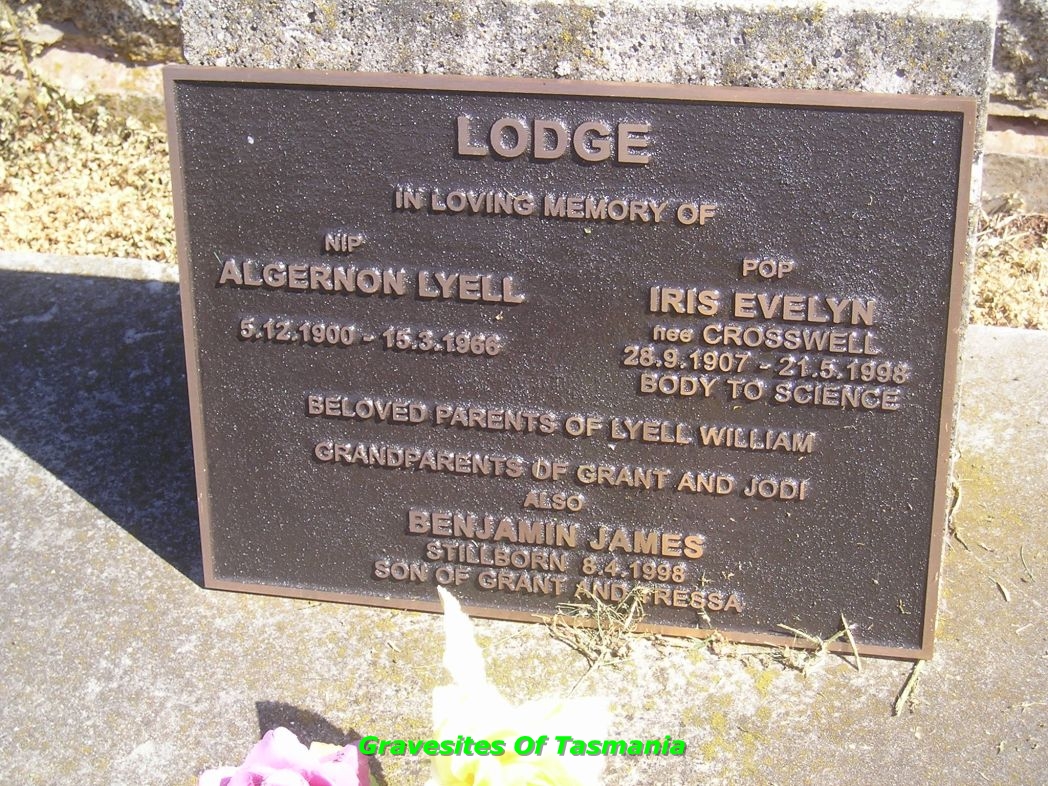 LODGE
IN LOVING MEMORY OF
NIP
ALGERNON LYELL
5.12.1900 - 15.3.1966
POP
IRIS EVELYN
nee CROSSWELL
28.9.1907 - 21.5.1998
BODY TO SCIENCE
BELOVED PARENTS OF LYELL WILLIAM
GRANDPARENTS OF GRANT AND JODI
ALSO
BENJAMIN JAMES
STILLBORN 8.4.1998
SON OF GRANT AND TRESSA
Gravesites Of Tasmania